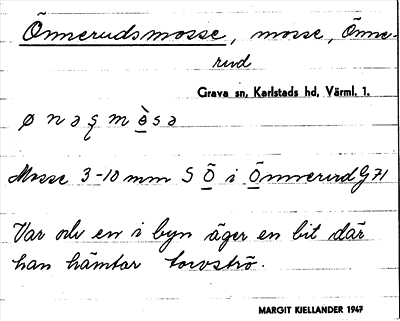 Önnerudsmosse, mosse, Önne-
rud
Grava sn, Karlstads hd, Värml. 1.
Mosse 3-10 mm S Ö i Önnerud G71
Var och en i byn äger en bit där
han hämtar torvströ.
MARGIT KJELLANDER 1947